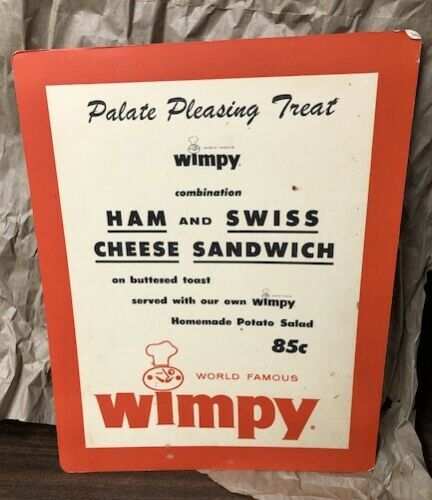 Palate Pleasing Treat
WORLD FAMOUS
wimpy
combination
HAM AND SWISS
CHEESE SANDWICH
on buttered toast
served with our own wimpy
Homemade Potato Salad
85c
WORLD FAMOUS
wimpy